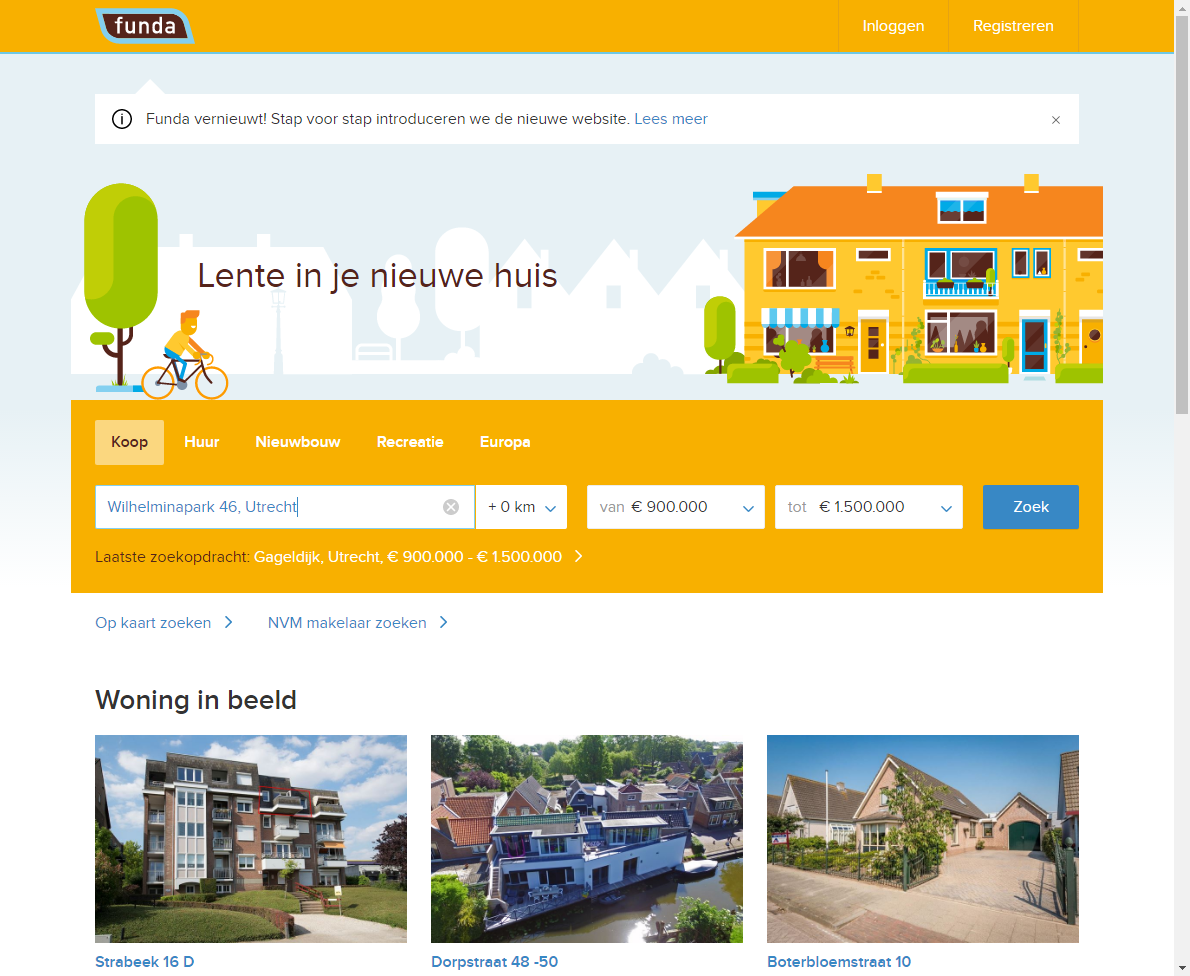 funda
Inloggen
Registreren
Funda vernieuwt! Stap voor stap introduceren we de nieuwe website. Lees meer
Lente in je nieuwe huis
Koop
Huur
Nieuwbouw
Recreatie
Europa
Wilhelminapark 46, Utrecht
+ 0 km
van € 900.000
tot € 1.500.000
Zoek
Laatste zoekopdracht: Gageldijk, Utrecht, € 900.000 - € 1.500.000
Op kaart zoeken
NVM makelaar zoeken
Woning in beeld
Strabeek 16 D
Dorpstraat 48 -50
Boterbloemstraat 10